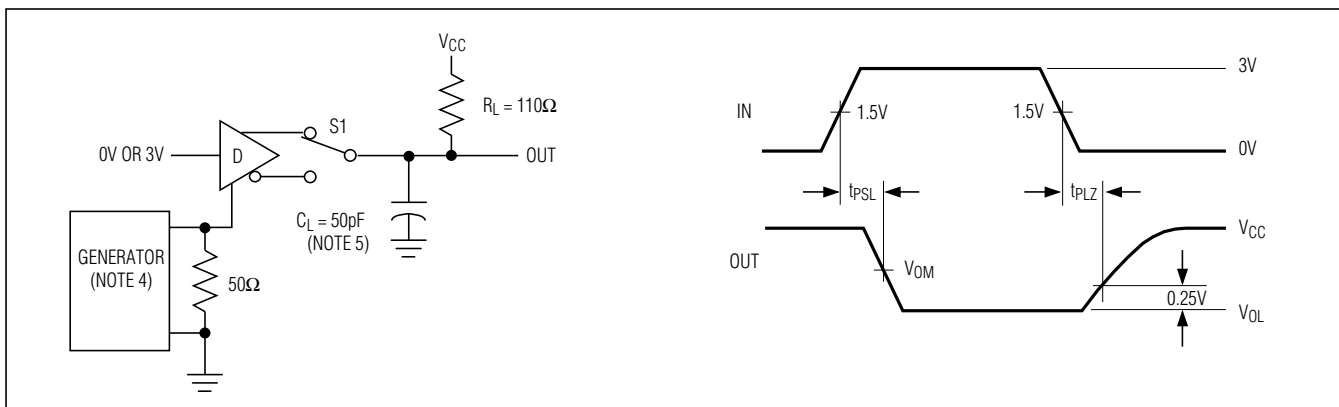 V_CC
R_L = 110Ω
S1
0V OR 3V
D
OUT
C_L = 50pF
(NOTE 5)
GENERATOR
(NOTE 4)
50Ω
3V
IN
1.5V
1.5V
0V
t_PSL
t_PLZ
V_CC
OUT
V_OM
0.25V
V_OL